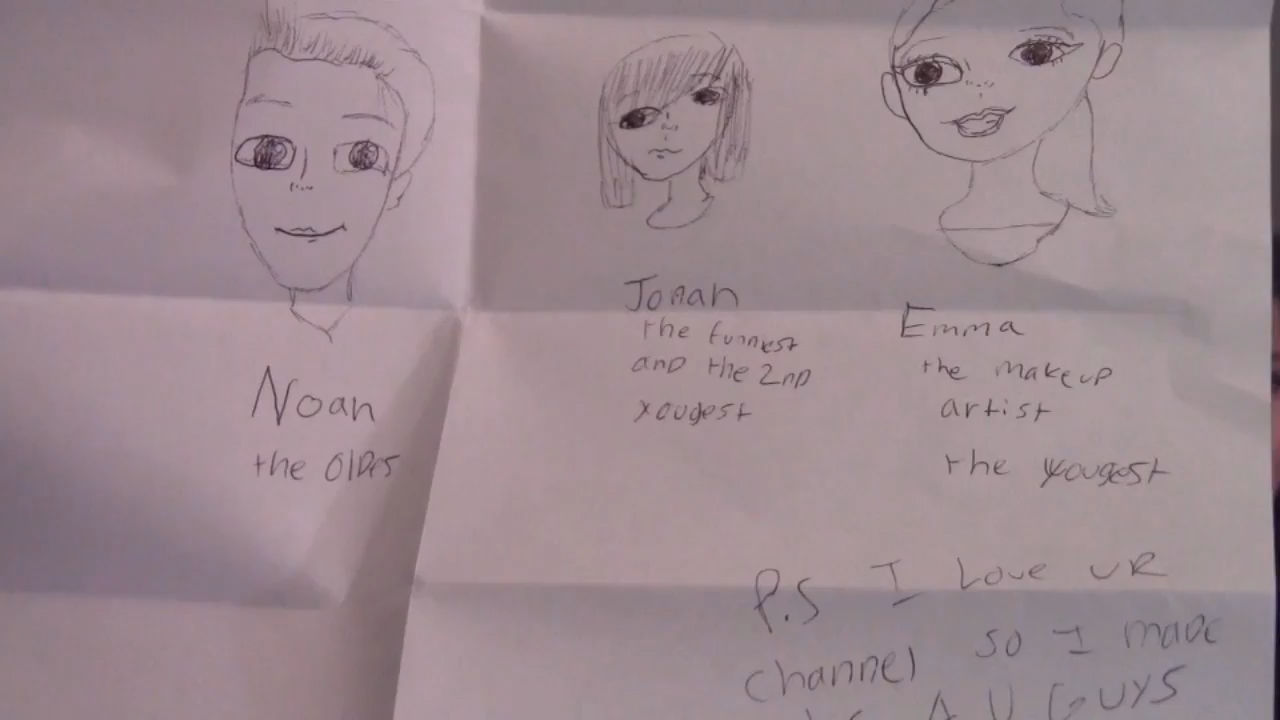 Noah
the olDes
Jonah
the funnest
anD the 2nD
yougest
Emma
the makeup
artist
the yougest
P.S I Love UR
channel so I maDe
A U GUYS